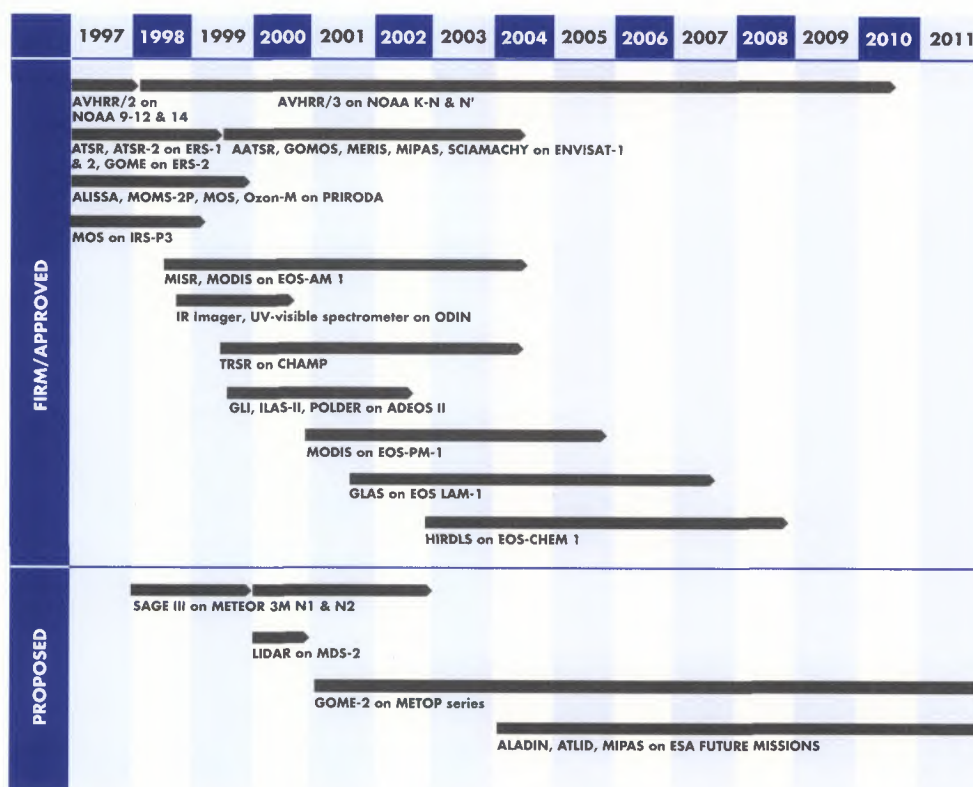 1997 1998 1999 2000 2001 2002 2003 2004 2005 2006 2007 2008 2009 2010 2011
FIRM/APPROVED
AVHRR/2 on
NOAA 9-12 & 14
AVHRR/3 on NOAA K-N & N'
ATSR, ATSR-2 on ERS-1
& 2, GOME on ERS-2
AATSR, GOMOS, MERIS, MIPAS, SCIAMACHY on ENVISAT-1
ALISSA, MOMS-2P, MOS, Ozon-M on PRIRODA
MOS on IRS-P3
MISR, MODIS on EOS-AM 1
IR Imager, UV-visible spectrometer on ODIN
TRSR on CHAMP
GLI, ILAS-II, POLDER on ADEOS II
MODIS on EOS-PM-1
GLAS on EOS LAM-1
HIRDLS on EOS-CHEM 1
PROPOSED
SAGE III on METEOR 3M N1 & N2
LIDAR on MDS-2
GOME-2 on METOP series
ALADIN, ATLID, MIPAS on ESA FUTURE MISSIONS